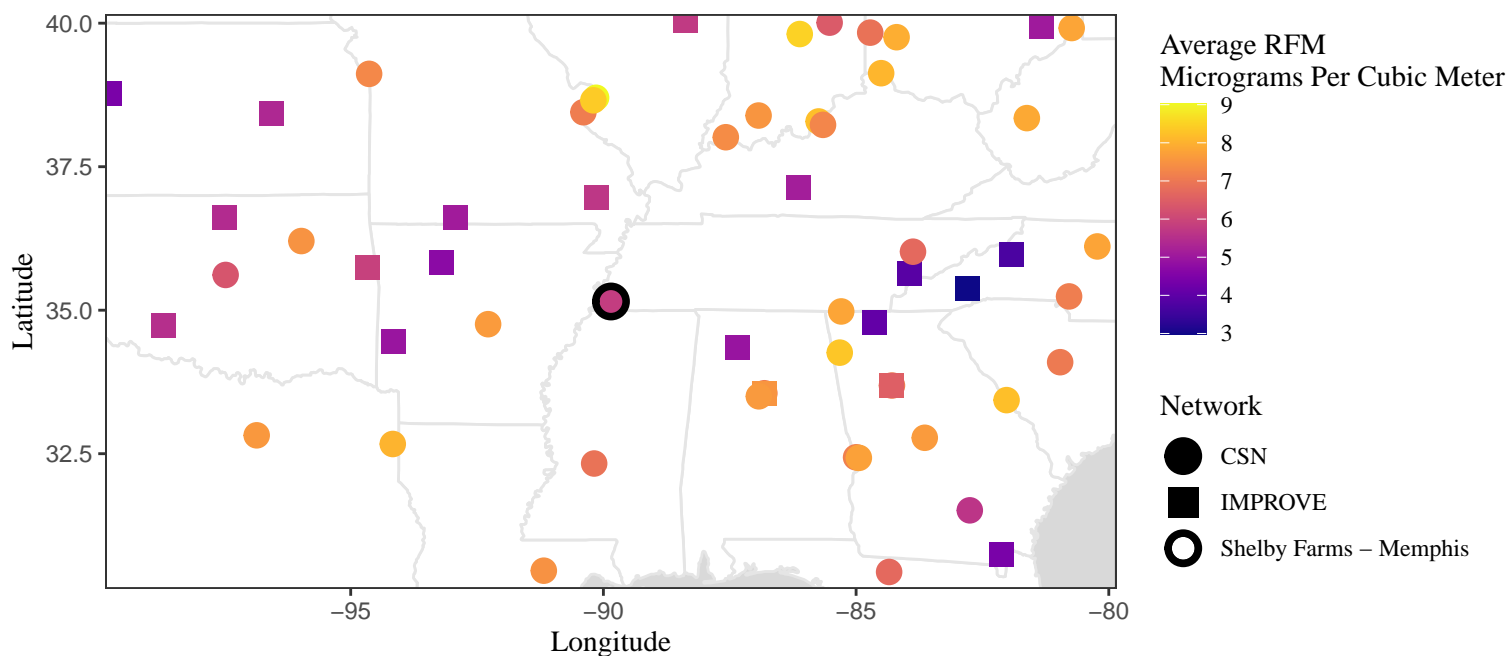 40.0
37.5
35.0
32.5
Latitude
−95
−90
−85
−80
Longitude
Average RFM
Micrograms Per Cubic Meter
9
8
7
6
5
4
3
Network
CSN
IMPROVE
Shelby Farms − Memphis